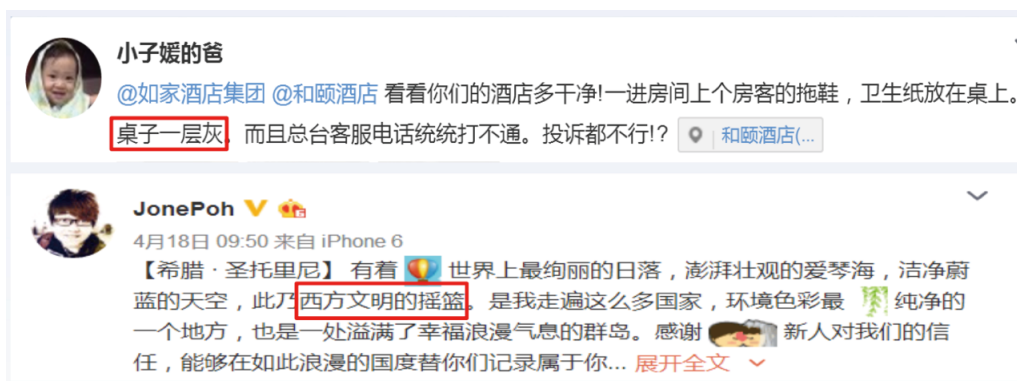 小子媛的爸
@如家酒店集团 @和颐酒店 看看你们的酒店多干净!一进房间上个房客的拖鞋，卫生纸放在桌上。
桌子一层灰。而且总台客服电话统统打不通。投诉都不行!? 和颐酒店(...
JonePoh
4月18日 09:50 来自 iPhone 6
【希腊 · 圣托里尼】 有着 世界上最绚丽的日落，澎湃壮观的爱琴海，洁净蔚
蓝的天空，此乃西方文明的摇篮。是我走遍这么多国家，环境色彩最 纯净的
一个地方，也是一处溢满了幸福浪漫气息的群岛。感谢 新人对我们的信
任，能够在如此浪漫的国度替你们记录属于你... 展开全文